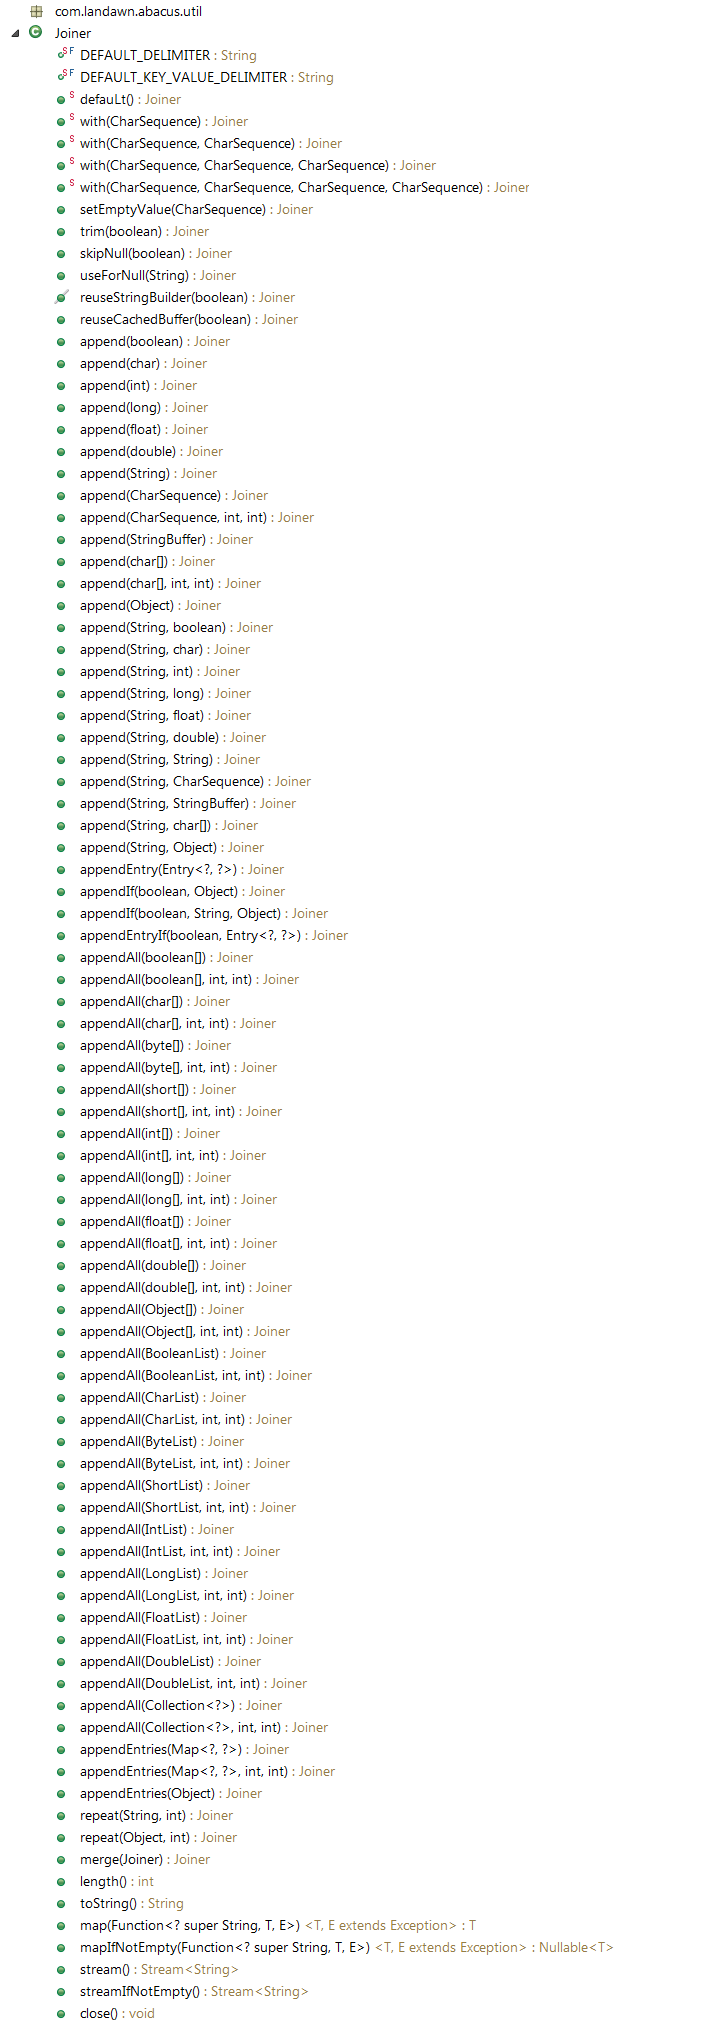 com.landawn.abacus.util
C Joiner
S F DEFAULT_DELIMITER : String
S F DEFAULT_KEY_VALUE_DELIMITER : String
S defauLt() : Joiner
S with(CharSequence) : Joiner
S with(CharSequence, CharSequence) : Joiner
S with(CharSequence, CharSequence, CharSequence) : Joiner
S with(CharSequence, CharSequence, CharSequence, CharSequence) : Joiner
setEmptyValue(CharSequence) : Joiner
trim(boolean) : Joiner
skipNull(boolean) : Joiner
useForNull(String) : Joiner
reuseStringBuilder(boolean) : Joiner
reuseCachedBuffer(boolean) : Joiner
append(boolean) : Joiner
append(char) : Joiner
append(int) : Joiner
append(long) : Joiner
append(float) : Joiner
append(double) : Joiner
append(String) : Joiner
append(CharSequence) : Joiner
append(CharSequence, int, int) : Joiner
append(StringBuffer) : Joiner
append(char[]) : Joiner
append(char[], int, int) : Joiner
append(Object) : Joiner
append(String, boolean) : Joiner
append(String, char) : Joiner
append(String, int) : Joiner
append(String, long) : Joiner
append(String, float) : Joiner
append(String, double) : Joiner
append(String, String) : Joiner
append(String, CharSequence) : Joiner
append(String, StringBuffer) : Joiner
append(String, char[]) : Joiner
append(String, Object) : Joiner
appendEntry(Entry<?, ?>) : Joiner
appendIf(boolean, Object) : Joiner
appendIf(boolean, String, Object) : Joiner
appendEntryIf(boolean, Entry<?, ?>) : Joiner
appendAll(boolean[]) : Joiner
appendAll(boolean[], int, int) : Joiner
appendAll(char[]) : Joiner
appendAll(char[], int, int) : Joiner
appendAll(byte[]) : Joiner
appendAll(byte[], int, int) : Joiner
appendAll(short[]) : Joiner
appendAll(short[], int, int) : Joiner
appendAll(int[]) : Joiner
appendAll(int[], int, int) : Joiner
appendAll(long[]) : Joiner
appendAll(long[], int, int) : Joiner
appendAll(float[]) : Joiner
appendAll(float[], int, int) : Joiner
appendAll(double[]) : Joiner
appendAll(double[], int, int) : Joiner
appendAll(Object[]) : Joiner
appendAll(Object[], int, int) : Joiner
appendAll(BooleanList) : Joiner
appendAll(BooleanList, int, int) : Joiner
appendAll(CharList) : Joiner
appendAll(CharList, int, int) : Joiner
appendAll(ByteList) : Joiner
appendAll(ByteList, int, int) : Joiner
appendAll(ShortList) : Joiner
appendAll(ShortList, int, int) : Joiner
appendAll(IntList) : Joiner
appendAll(IntList, int, int) : Joiner
appendAll(LongList) : Joiner
appendAll(LongList, int, int) : Joiner
appendAll(FloatList) : Joiner
appendAll(FloatList, int, int) : Joiner
appendAll(DoubleList) : Joiner
appendAll(DoubleList, int, int) : Joiner
appendAll(Collection<?>) : Joiner
appendAll(Collection<?>, int, int) : Joiner
appendEntries(Map<?, ?>) : Joiner
appendEntries(Map<?, ?>, int, int) : Joiner
appendEntries(Object) : Joiner
repeat(String, int) : Joiner
repeat(Object, int) : Joiner
merge(Joiner) : Joiner
length() : int
toString() : String
map(Function<? super String, T, E>) <T, E extends Exception> : T
mapIfNotEmpty(Function<? super String, T, E>) <T, E extends Exception> : Nullable<T>
stream() : Stream<String>
streamIfNotEmpty() : Stream<String>
close() : void